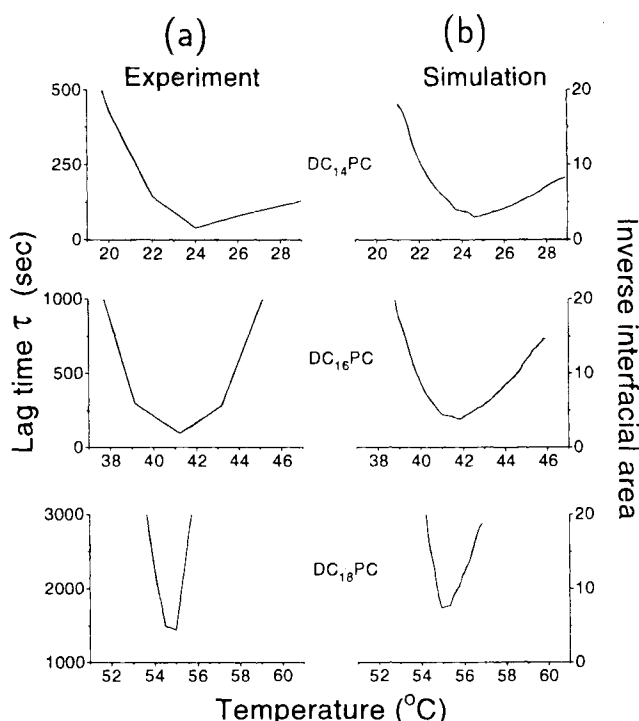 (a) (b)
Experiment Simulation
500 20
250 DC14PC 10
0 0
20 22 24 26 28 20 22 24 26 28
1000 20
500 DC16PC 10
0 0
38 40 42 44 46 38 40 42 44 46
3000 20
2000 DC18PC 10
1000 0
52 54 56 58 60 52 54 56 58 60
Lag time τ (sec)
Inverse interfacial area
Temperature (°C)